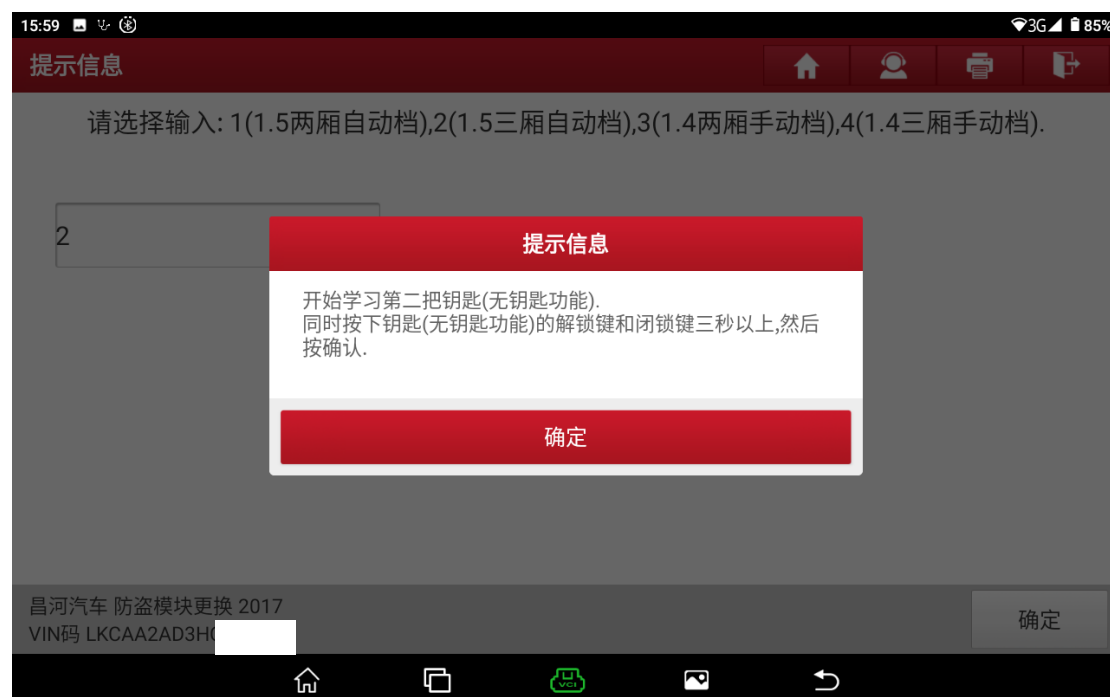 15:59
3G 85%
提示信息
请选择输入: 1(1.5两厢自动档),2(1.5三厢自动档),3(1.4两厢手动档),4(1.4三厢手动档).
2
提示信息
开始学习第二把钥匙(无钥匙功能).
同时按下钥匙(无钥匙功能)的解锁键和闭锁键三秒以上,然后
按确认.
确定
昌河汽车 防盗模块更换 2017
VIN码 LKCAA2AD3H
确定
VCI